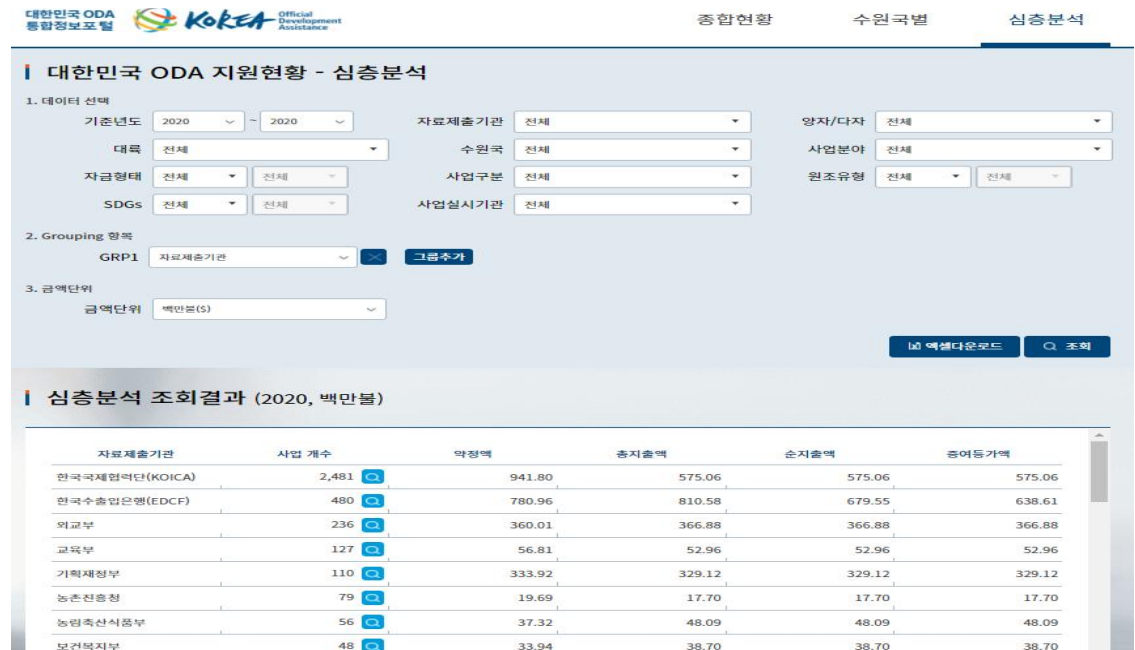 대한민국 ODA
통합정보포털
KOREA Official Development Assistance
종합현황 수원국별 심층분석
대한민국 ODA 지원현황 - 심층분석
1. 데이터 선택
기준년도 2020 ~ 2020 자료제출기관 전체 양자/다자 전체
대륙 전체 수원국 전체 사업분야 전체
자금형태 전체 전체 사업구분 전체 원조유형 전체 전체
SDGs 전체 전체 사업실시기관 전체
2. Grouping 항목
GRP1 자료제출기관 그룹추가
3. 금액단위
금액단위 백만불($)
엑셀다운로드 조회
심층분석 조회결과 (2020, 백만불)
자료제출기관 사업 개수 약정액 총지출액 순지출액 증여등가액
한국국제협력단(KOICA) 2,481 941.80 575.06 575.06 575.06
한국수출입은행(EDCF) 480 780.96 810.58 679.55 638.61
외교부 236 360.01 366.88 366.88 366.88
교육부 127 56.81 52.96 52.96 52.96
기획재정부 110 333.92 329.12 329.12 329.12
농촌진흥청 79 19.69 17.70 17.70 17.70
농림축산식품부 56 37.32 48.09 48.09 48.09
보건복지부 48 33.94 38.70 38.70 38.70